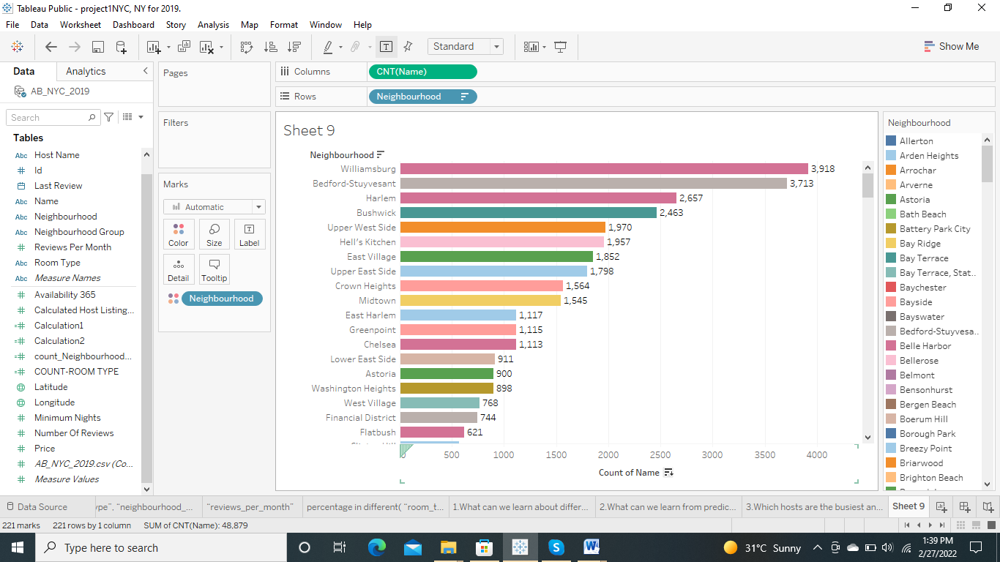 Tableau Public - project1NYC, NY for 2019.
File Data Worksheet Dashboard Story Analysis Map Format Window Help
Standard
Show Me
Data Analytics
AB_NYC_2019
Search
Tables
Abc Host Name
# Id
Last Review
Abc Name
Abc Neighbourhood
Abc Neighbourhood Group
# Reviews Per Month
Abc Room Type
Abc Measure Names
# Availability 365
# Calculated Host Listing...
=# Calculation1
=# Calculation2
=# count_Neighbourhood...
=# COUNT-ROOM TYPE
Latitude
Longitude
# Minimum Nights
# Number Of Reviews
# Price
# AB_NYC_2019.csv (Co...
# Measure Values
Pages
Filters
Marks
Automatic
Color Size Label
Detail Tooltip
Neighbourhood
Columns CNT(Name)
Rows Neighbourhood
Sheet 9
Neighbourhood
Williamsburg 3,918
Bedford-Stuyvesant 3,713
Harlem 2,657
Bushwick 2,463
Upper West Side 1,970
Hell's Kitchen 1,957
East Village 1,852
Upper East Side 1,798
Crown Heights 1,564
Midtown 1,545
East Harlem 1,117
Greenpoint 1,115
Chelsea 1,113
Lower East Side 911
Astoria 900
Washington Heights 898
West Village 768
Financial District 744
Flatbush 621
0 500 1000 1500 2000 2500 3000 3500 4000
Count of Name
Neighbourhood
Allerton
Arden Heights
Arrochar
Arverne
Astoria
Bath Beach
Battery Park City
Bay Ridge
Bay Terrace
Bay Terrace, Stat..
Baychester
Bayside
Bayswater
Bedford-Stuyvesa..
Belle Harbor
Bellerose
Belmont
Bensonhurst
Bergen Beach
Boerum Hill
Borough Park
Breezy Point
Briarwood
Brighton Beach
Data Source ype", "neighbourhood_... "reviews_per_month" percentage in different( "room_t... 1.What can we learn about differ... 2.What can we learn from predic... 3.Which hosts are the busiest an... Sheet 9
221 marks 221 rows by 1 column SUM of CNT(Name): 48,879
Type here to search
31°C Sunny
1:39 PM
2/27/2022